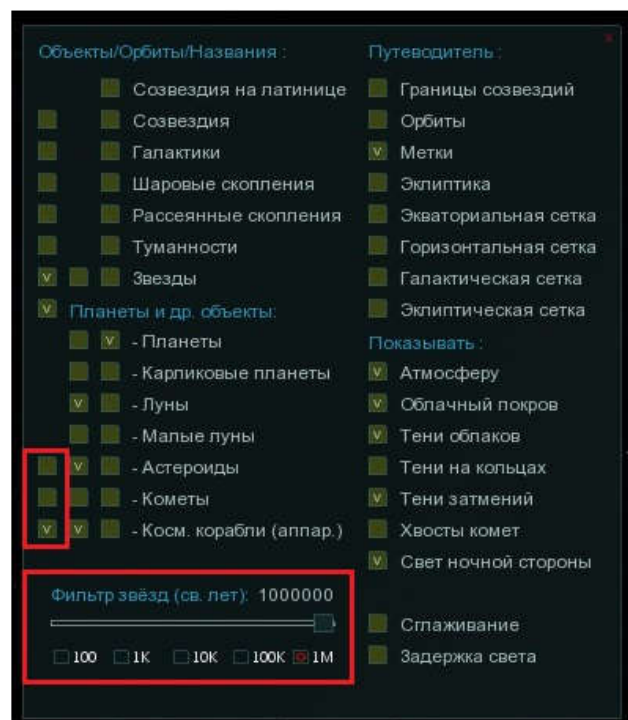 Объекты/Орбиты/Названия :
Созвездия на латинице
Созвездия
Галактики
Шаровые скопления
Рассеянные скопления
Туманности
Звезды
Планеты и др. объекты:
- Планеты
- Карликовые планеты
- Луны
- Малые луны
- Астероиды
- Кометы
- Косм. корабли (аппар.)
Фильтр звёзд (св. лет): 1000000
100 1K 10K 100K 1M
Путеводитель :
Границы созвездий
Орбиты
Метки
Эклиптика
Экваториальная сетка
Горизонтальная сетка
Галактическая сетка
Эклиптическая сетка
Показывать :
Атмосферу
Облачный покров
Тени облаков
Тени на кольцах
Тени затмений
Хвосты комет
Свет ночной стороны
Сглаживание
Задержка света